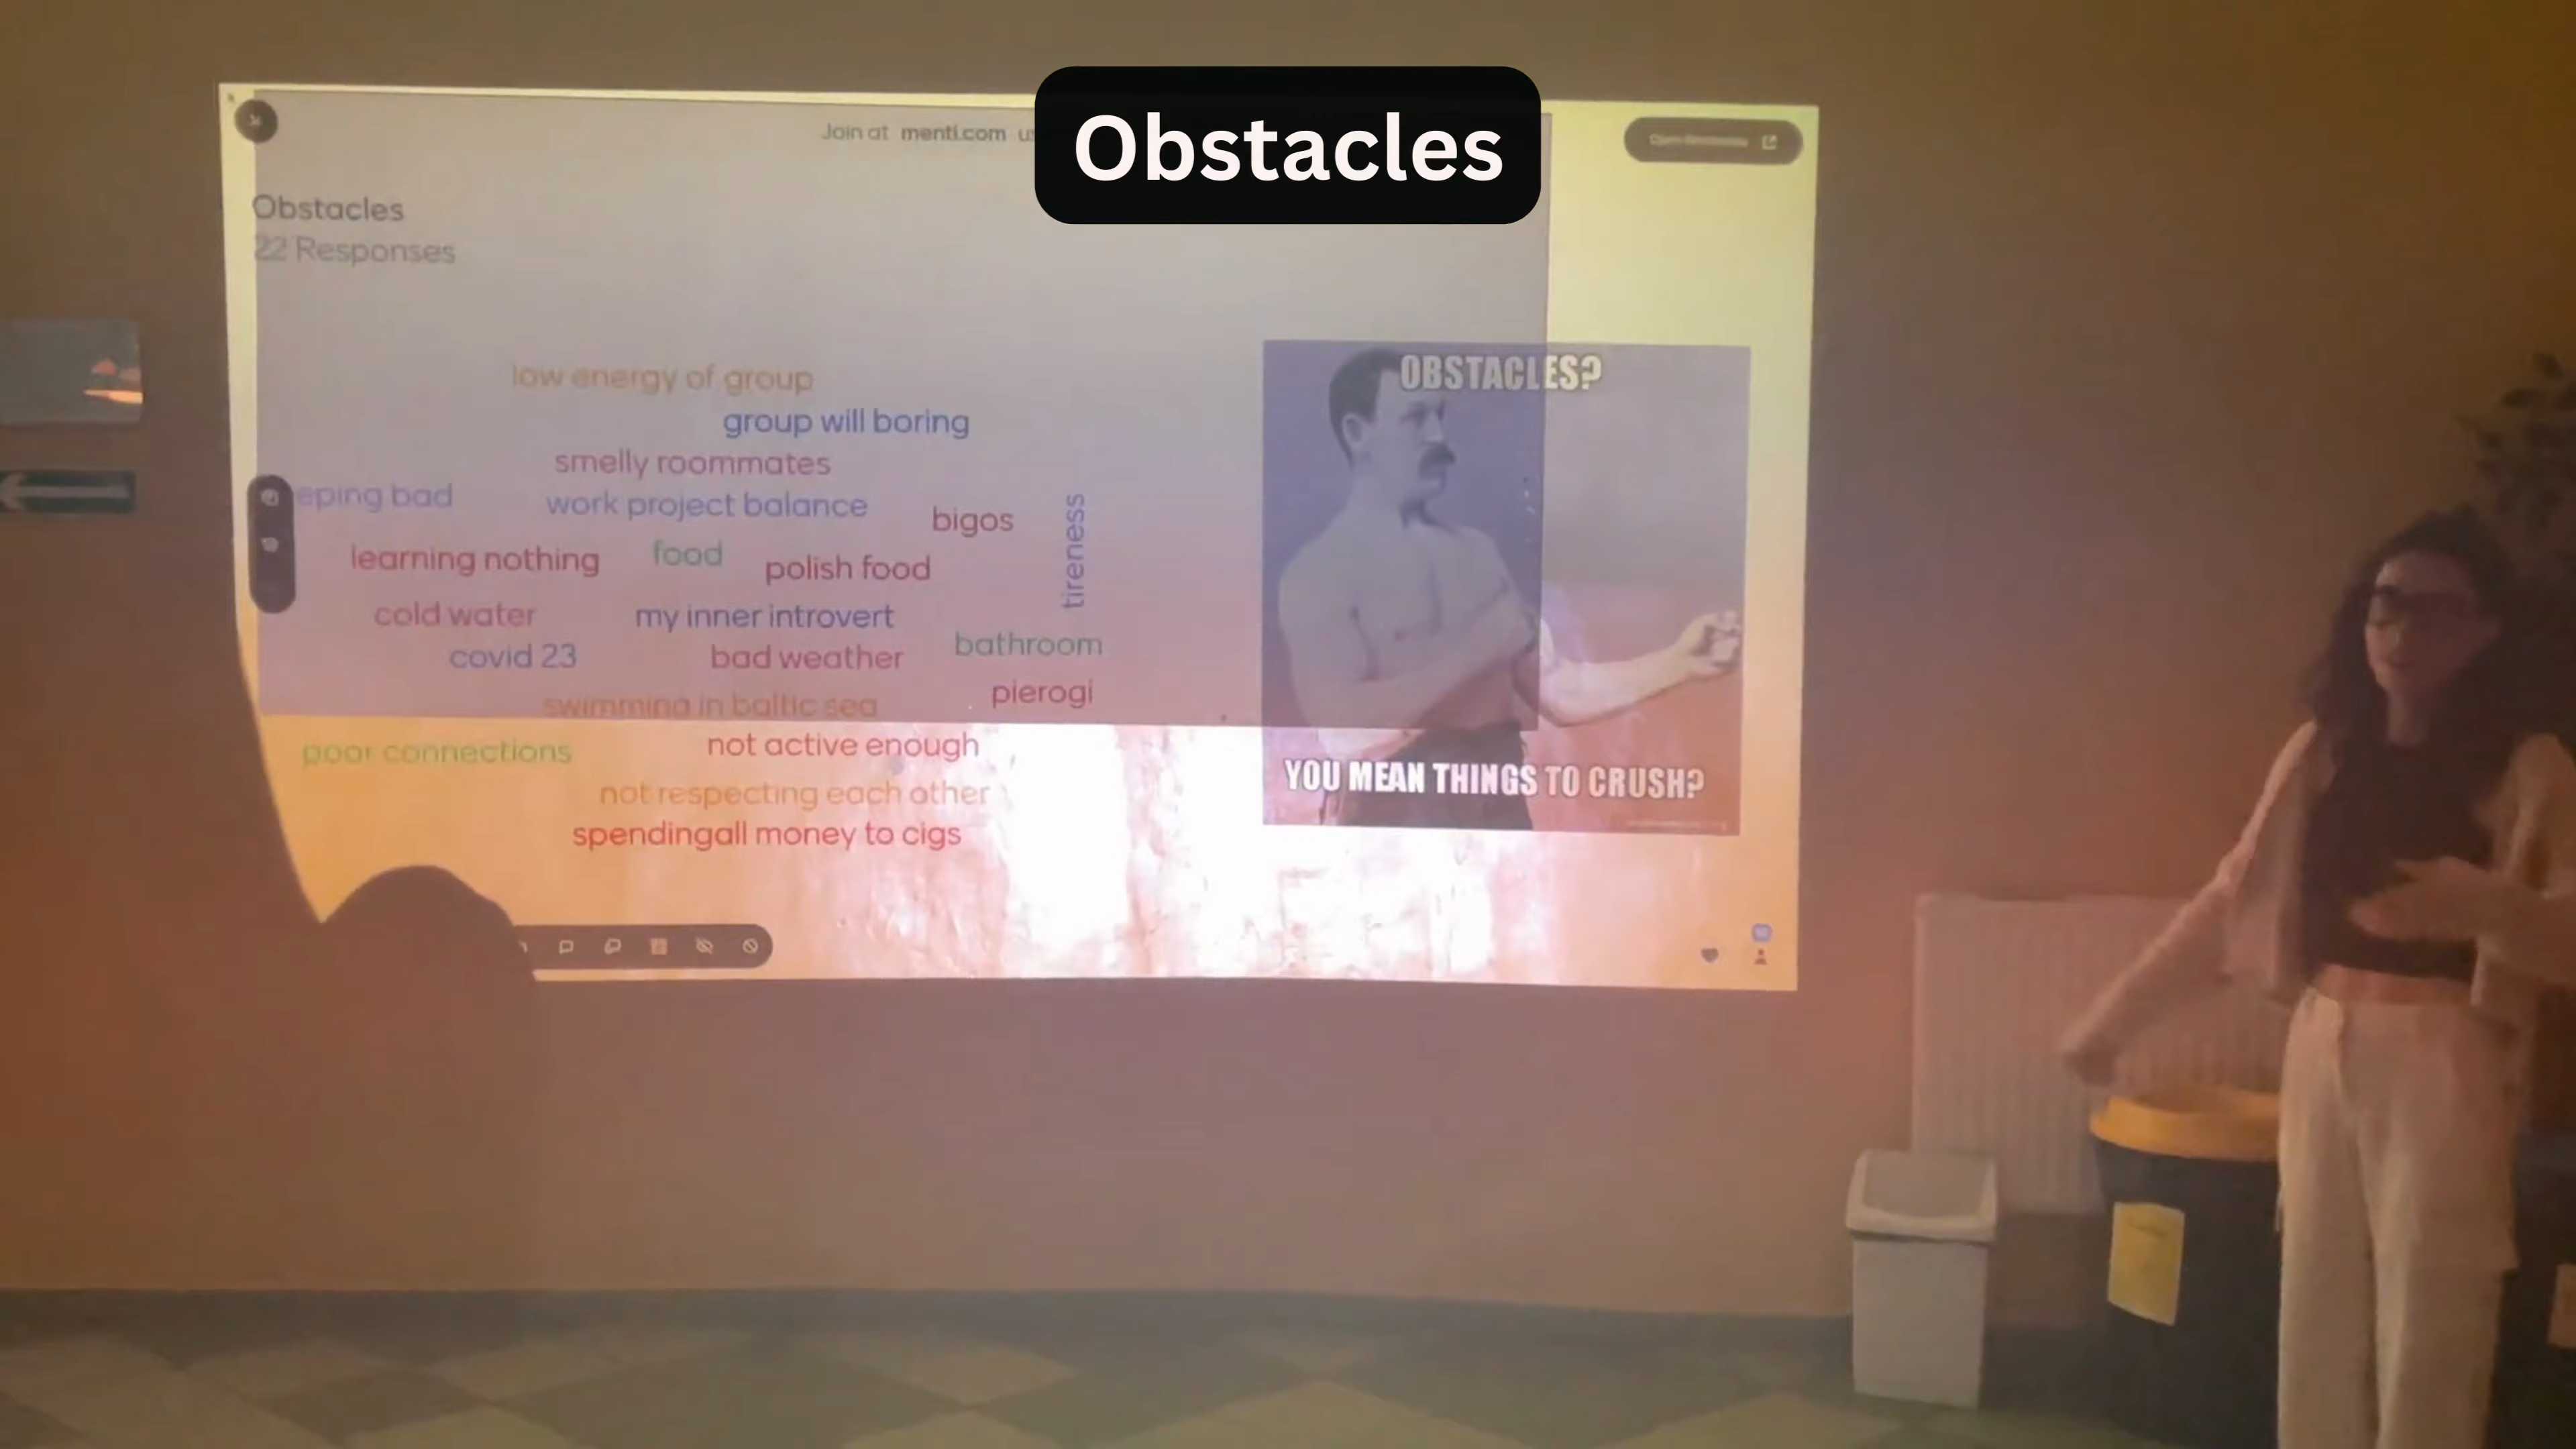 Obstacles
Join at menti.com
Obstacles
22 Responses
low energy of group
group will boring
smelly roommates
eping bad
work project balance
bigos
tireness
learning nothing
food
polish food
cold water
my inner introvert
bathroom
covid 23
bad weather
pierogi
swimming in baltic sea
poor connections
not active enough
not respecting each other
spendingall money to cigs
OBSTACLES?
YOU MEAN THINGS TO CRUSH?